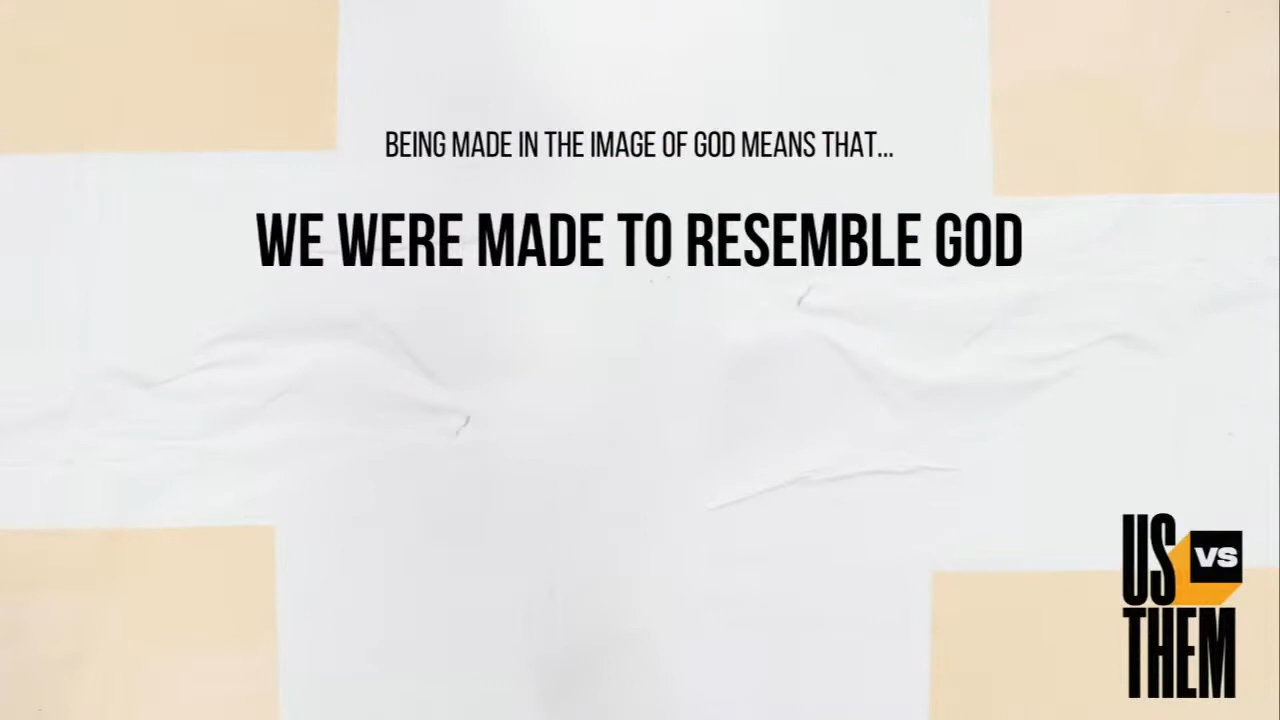 BEING MADE IN THE IMAGE OF GOD MEANS THAT...
WE WERE MADE TO RESEMBLE GOD
US VS
THEM